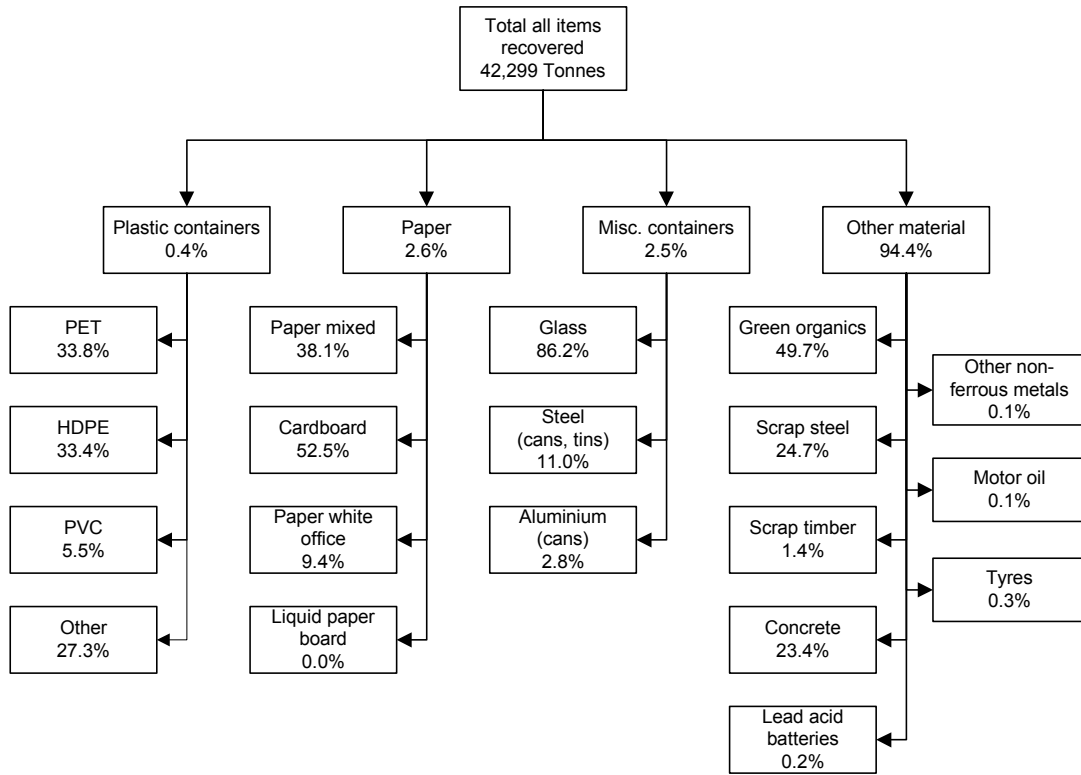 Total all items
recovered
42,299 Tonnes
Plastic containers
0.4%
Paper
2.6%
Misc. containers
2.5%
Other material
94.4%
PET
33.8%
HDPE
33.4%
PVC
5.5%
Other
27.3%
Paper mixed
38.1%
Cardboard
52.5%
Paper white
office
9.4%
Liquid paper
board
0.0%
Glass
86.2%
Steel
(cans, tins)
11.0%
Aluminium
(cans)
2.8%
Green organics
49.7%
Scrap steel
24.7%
Scrap timber
1.4%
Concrete
23.4%
Lead acid
batteries
0.2%
Other non-
ferrous metals
0.1%
Motor oil
0.1%
Tyres
0.3%